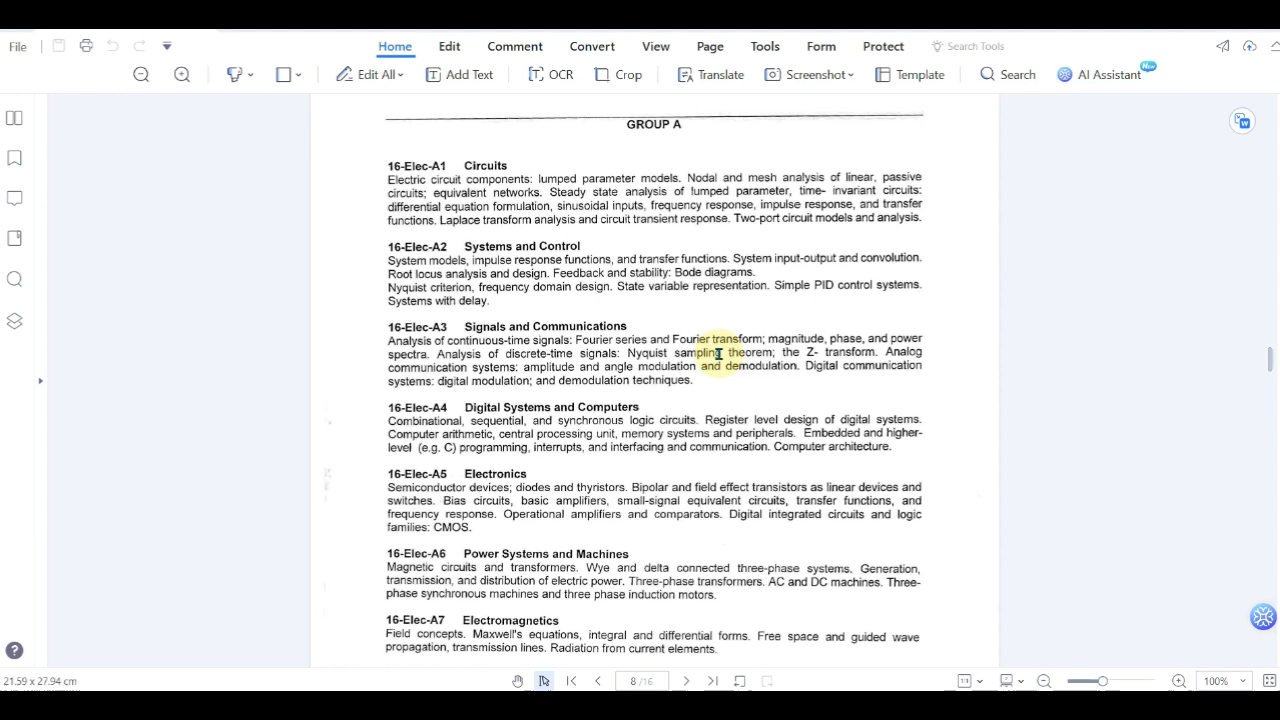 File
Home Edit Comment Convert View Page Tools Form Protect Search Tools
Edit All Add Text OCR Crop Translate Screenshot Template Search AI Assistant New
GROUP A
16-Elec-A1 Circuits
Electric circuit components: lumped parameter models. Nodal and mesh analysis of linear, passive
circuits; equivalent networks. Steady state analysis of lumped parameter, time- invariant circuits:
differential equation formulation, sinusoidal inputs, frequency response, impulse response, and transfer
functions. Laplace transform analysis and circuit transient response. Two-port circuit models and analysis.
16-Elec-A2 Systems and Control
System models, impulse response functions, and transfer functions. System input-output and convolution.
Root locus analysis and design. Feedback and stability: Bode diagrams.
Nyquist criterion, frequency domain design. State variable representation. Simple PID control systems.
Systems with delay.
16-Elec-A3 Signals and Communications
Analysis of continuous-time signals: Fourier series and Fourier transform; magnitude, phase, and power
spectra. Analysis of discrete-time signals: Nyquist sampling theorem; the Z- transform. Analog
communication systems: amplitude and angle modulation and demodulation. Digital communication
systems: digital modulation; and demodulation techniques.
16-Elec-A4 Digital Systems and Computers
Combinational, sequential, and synchronous logic circuits. Register level design of digital systems.
Computer arithmetic, central processing unit, memory systems and peripherals. Embedded and higher-
level (e.g. C) programming, interrupts, and interfacing and communication. Computer architecture.
16-Elec-A5 Electronics
Semiconductor devices; diodes and thyristors. Bipolar and field effect transistors as linear devices and
switches. Bias circuits, basic amplifiers, small-signal equivalent circuits, transfer functions, and
frequency response. Operational amplifiers and comparators. Digital integrated circuits and logic
families: CMOS.
16-Elec-A6 Power Systems and Machines
Magnetic circuits and transformers. Wye and delta connected three-phase systems. Generation,
transmission, and distribution of electric power. Three-phase transformers. AC and DC machines. Three-
phase synchronous machines and three phase induction motors.
16-Elec-A7 Electromagnetics
Field concepts. Maxwell's equations, integral and differential forms. Free space and guided wave
propagation, transmission lines. Radiation from current elements.
21.59 x 27.94 cm 8 /16 1:1 100%